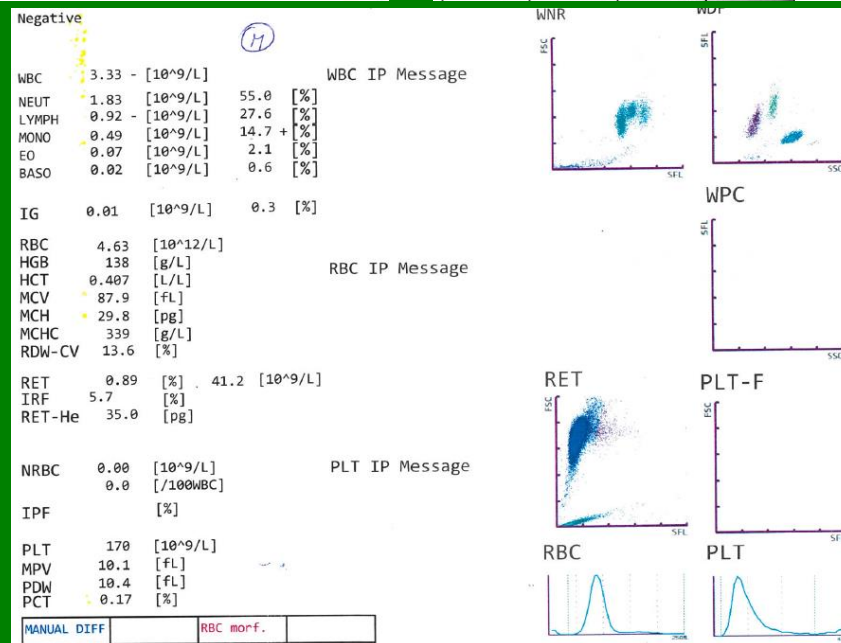 Negative
M
WBC 3.33 - [10^9/L] WBC IP Message
NEUT 1.83 [10^9/L] 55.0 [%]
LYMPH 0.92 - [10^9/L] 27.6 [%]
MONO 0.49 [10^9/L] 14.7 + [%]
EO 0.07 [10^9/L] 2.1 [%]
BASO 0.02 [10^9/L] 0.6 [%]
IG 0.01 [10^9/L] 0.3 [%]
RBC 4.63 [10^12/L]
HGB 138 [g/L]
HCT 0.407 [L/L] RBC IP Message
MCV 87.9 [fL]
MCH 29.8 [pg]
MCHC 339 [g/L]
RDW-CV 13.6 [%]
RET 0.89 [%] 41.2 [10^9/L]
IRF 5.7 [%]
RET-He 35.0 [pg]
NRBC 0.00 [10^9/L] PLT IP Message
0.0 [/100WBC]
IPF [%]
PLT 170 [10^9/L]
MPV 10.1 [fL]
PDW 10.4 [fL]
PCT 0.17 [%]
MANUAL DIFF RBC morf.
WNR
FSC
SFL
WDF
SFL
SSC
WPC
SFL
SSC
RET
FSC
SFL
PLT-F
FSC
RBC
PLT